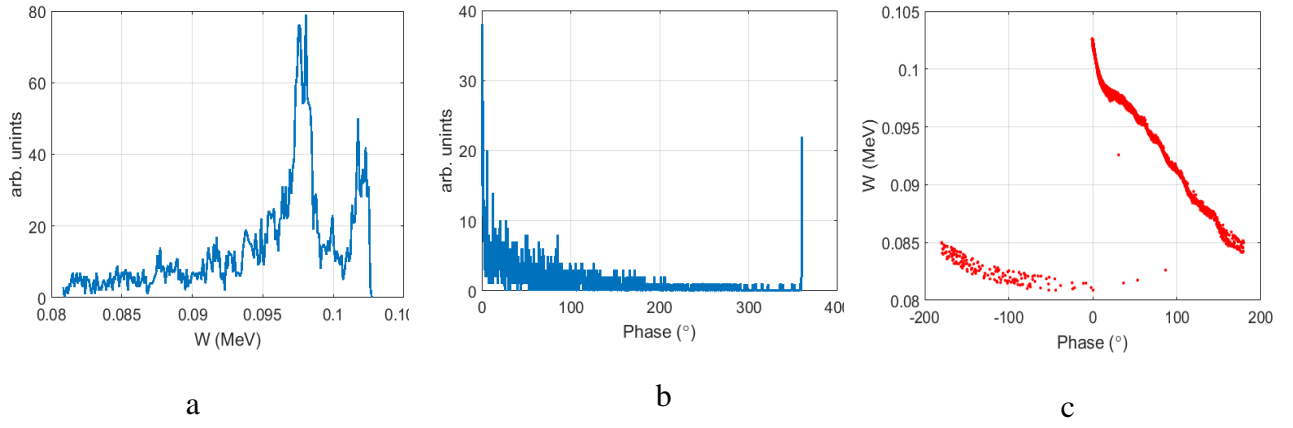 arb. unints
80
60
40
20
0
0.08 0.085 0.09 0.095 0.1 0.10
W (MeV)
a
arb. unints
40
30
20
10
0
0 100 200 300 400
Phase (°)
b
W (MeV)
0.105
0.1
0.095
0.09
0.085
0.08
-200 -100 0 100 200
Phase (°)
c